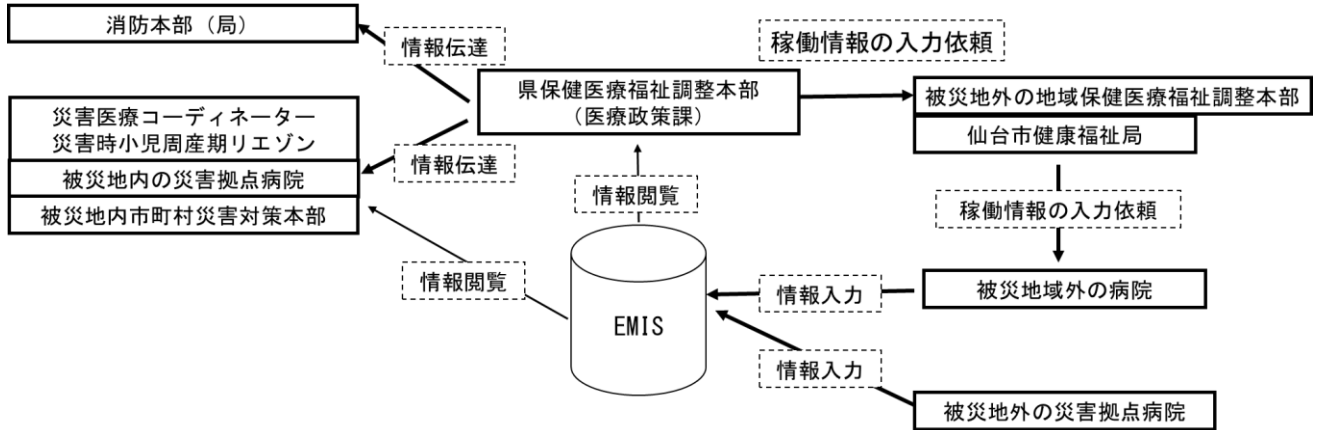 消防本部（局）
情報伝達
稼働情報の入力依頼
県保健医療福祉調整本部
（医療政策課）
被災地外の地域保健医療福祉調整本部
仙台市健康福祉局
災害医療コーディネーター
災害時小児周産期リエゾン
被災地内の災害拠点病院
被災地内市町村災害対策本部
情報伝達
情報閲覧
稼働情報の入力依頼
情報閲覧
EMIS
情報入力
被災地域外の病院
情報入力
被災地外の災害拠点病院